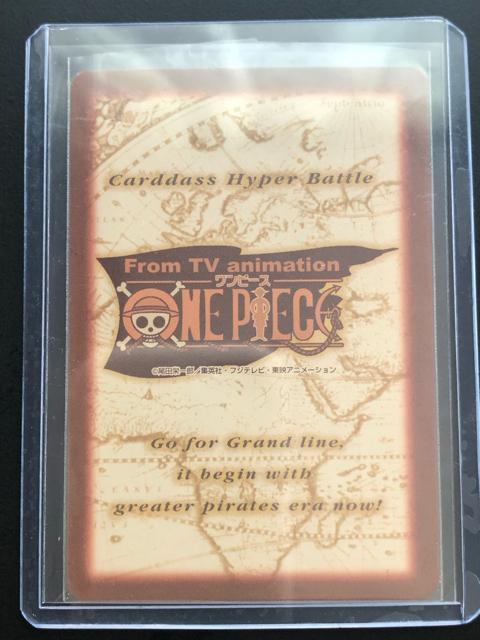 Septentrio
Carddass Hyper Battle
From TV animation
ワンピース
ONE PIECE
©尾田栄一郎／集英社・フジテレビ・東映アニメーション
Go for Grand line,
it begin with
greater pirates era now!